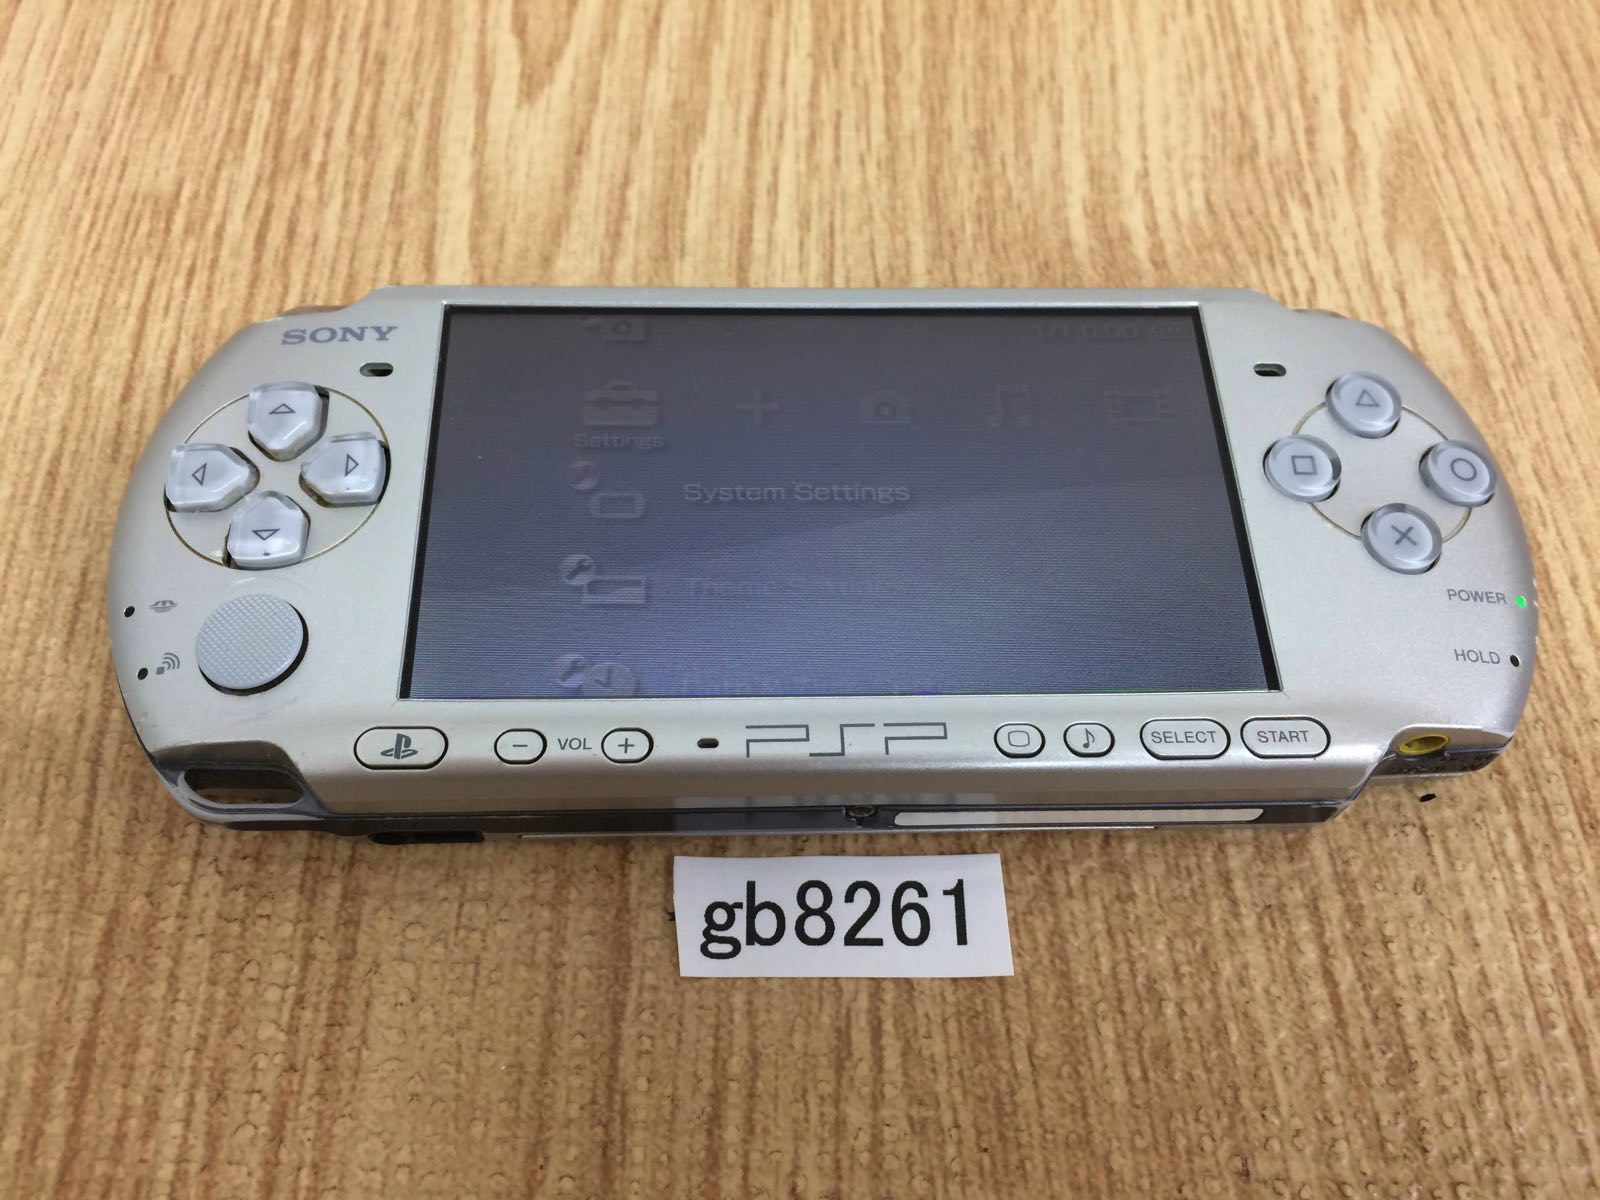 SONY
Settings
System Settings
POWER
HOLD
VOL
PSP
SELECT
START
gb8261